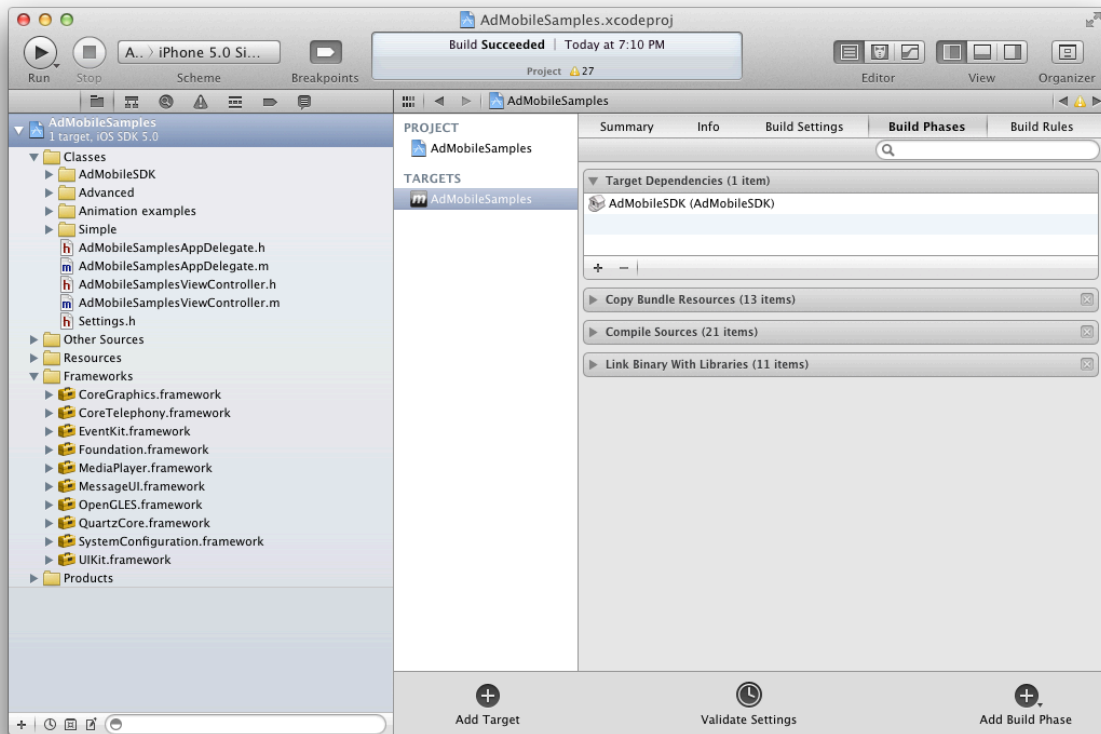 AdMobileSamples.xcodeproj
A.. › iPhone 5.0 Si...
Build Succeeded | Today at 7:10 PM
Project 27
Run
Stop
Scheme
Breakpoints
Editor
View
Organizer
AdMobileSamples
1 target, iOS SDK 5.0
Classes
AdMobileSDK
Advanced
Animation examples
Simple
h AdMobileSamplesAppDelegate.h
m AdMobileSamplesAppDelegate.m
h AdMobileSamplesViewController.h
m AdMobileSamplesViewController.m
h Settings.h
Other Sources
Resources
Frameworks
CoreGraphics.framework
CoreTelephony.framework
EventKit.framework
Foundation.framework
MediaPlayer.framework
MessageUI.framework
OpenGLES.framework
QuartzCore.framework
SystemConfiguration.framework
UIKit.framework
Products
AdMobileSamples
PROJECT
AdMobileSamples
TARGETS
m AdMobileSamples
Summary
Info
Build Settings
Build Phases
Build Rules
Target Dependencies (1 item)
AdMobileSDK (AdMobileSDK)
Copy Bundle Resources (13 items)
Compile Sources (21 items)
Link Binary With Libraries (11 items)
Add Target
Validate Settings
Add Build Phase